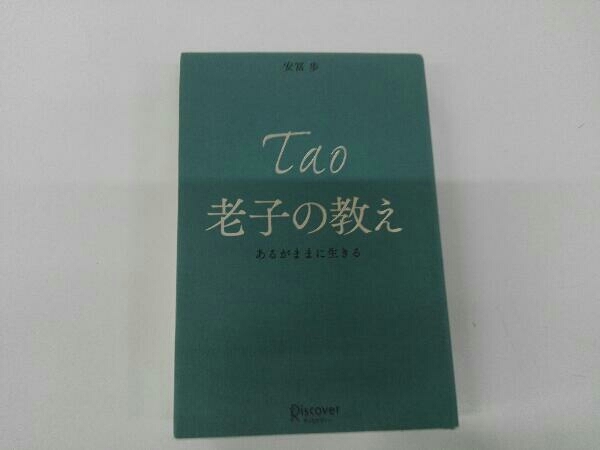 安冨 歩
Tao
老子の教え
あるがままに生きる
Discover